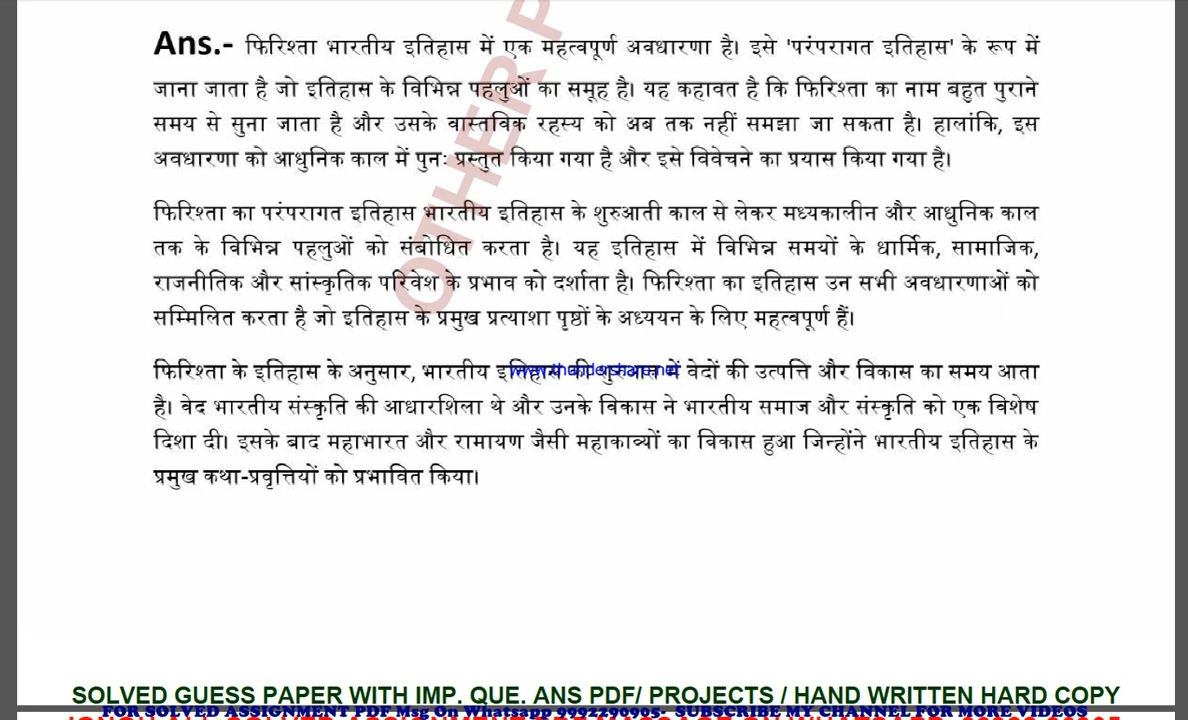 Ans.- फिरिश्ता भारतीय इतिहास में एक महत्वपूर्ण अवधारणा है। इसे 'परंपरागत इतिहास' के रूप में
जाना जाता है जो इतिहास के विभिन्न पहलुओं का समूह है। यह कहावत है कि फिरिश्ता का नाम बहुत पुराने
समय से सुना जाता है और उसके वास्तविक रहस्य को अब तक नहीं समझा जा सकता है। हालांकि, इस
अवधारणा को आधुनिक काल में पुनः प्रस्तुत किया गया है और इसे विवेचने का प्रयास किया गया है।
फिरिश्ता का परंपरागत इतिहास भारतीय इतिहास के शुरुआती काल से लेकर मध्यकालीन और आधुनिक काल
तक के विभिन्न पहलुओं को संबोधित करता है। यह इतिहास में विभिन्न समयों के धार्मिक, सामाजिक,
राजनीतिक और सांस्कृतिक परिवेश के प्रभाव को दर्शाता है। फिरिश्ता का इतिहास उन सभी अवधारणाओं को
सम्मिलित करता है जो इतिहास के प्रमुख प्रत्याशा पृष्ठों के अध्ययन के लिए महत्वपूर्ण हैं।
फिरिश्ता के इतिहास के अनुसार, भारतीय इतिहास की शुरुआत में वेदों की उत्पत्ति और विकास का समय आता
है। वेद भारतीय संस्कृति की आधारशिला थे और उनके विकास ने भारतीय समाज और संस्कृति को एक विशेष
दिशा दी। इसके बाद महाभारत और रामायण जैसी महाकाव्यों का विकास हुआ जिन्होंने भारतीय इतिहास के
प्रमुख कथा-प्रवृत्तियों को प्रभावित किया।
OTHER P
www.thundershare.net
SOLVED GUESS PAPER WITH IMP. QUE. ANS PDF/ PROJECTS / HAND WRITTEN HARD COPY
FOR SOLVED ASSIGNMENT PDF Msg On Whatsapp 9992290905- SUBSCRIBE MY CHANNEL FOR MORE VIDEOS